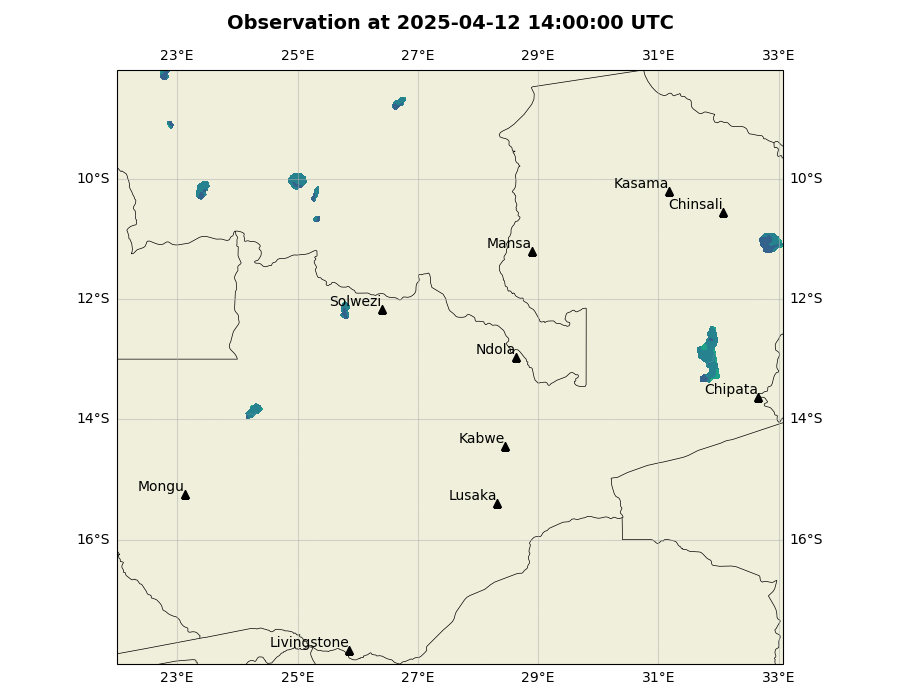 Observation at 2025-04-12 14:00:00 UTC
23°E 25°E 27°E 29°E 31°E 33°E
10°S 10°S
Kasama
Chinsali
Mansa
12°S 12°S
Solwezi
Ndola
Chipata
14°S 14°S
Kabwe
Mongu
Lusaka
16°S 16°S
Livingstone
23°E 25°E 27°E 29°E 31°E 33°E